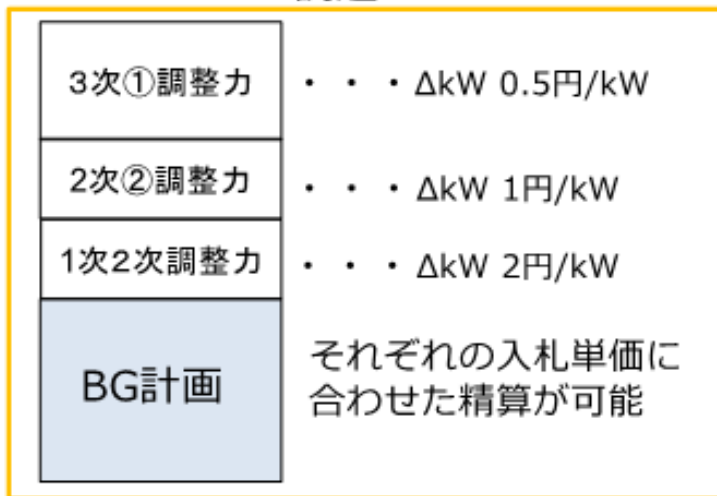 3次①調整力 ・・・ΔkW 0.5円/kW
2次②調整力 ・・・ΔkW 1円/kW
1次2次調整力 ・・・ΔkW 2円/kW
BG計画
それぞれの入札単価に
合わせた精算が可能